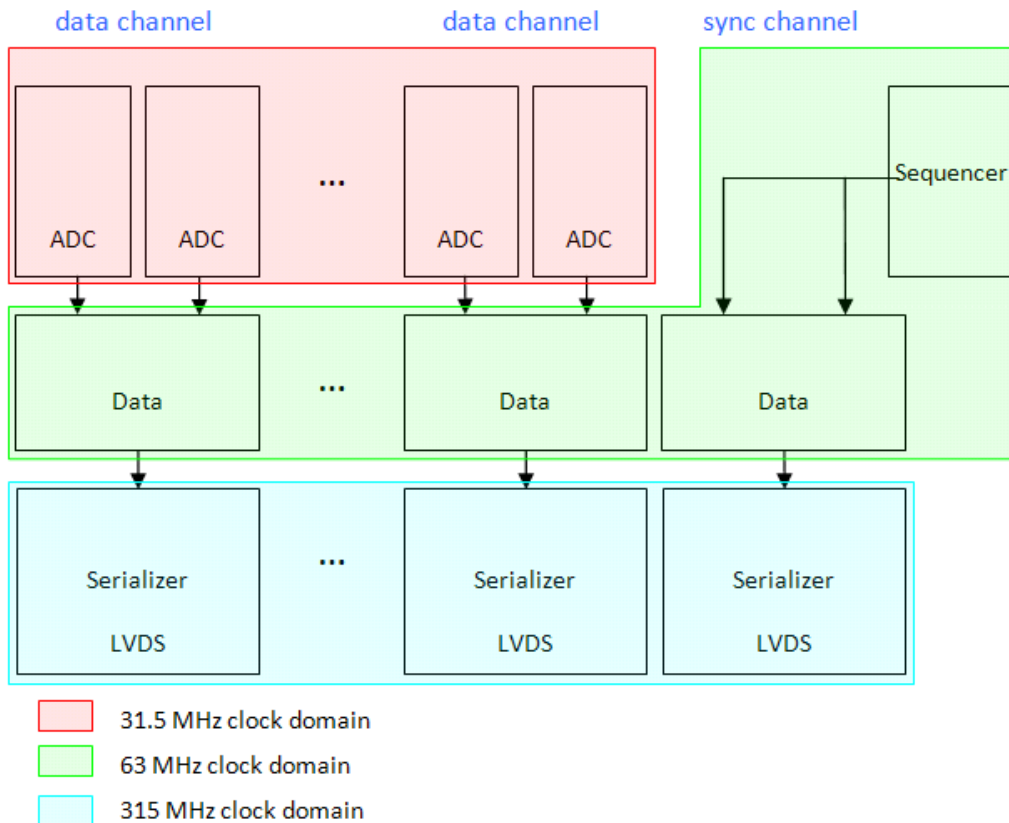 data channel
data channel
sync channel
Sequencer
ADC
ADC
...
ADC
ADC
Data
...
Data
Data
Serializer
LVDS
...
Serializer
LVDS
Serializer
LVDS
31.5 MHz clock domain
63 MHz clock domain
315 MHz clock domain